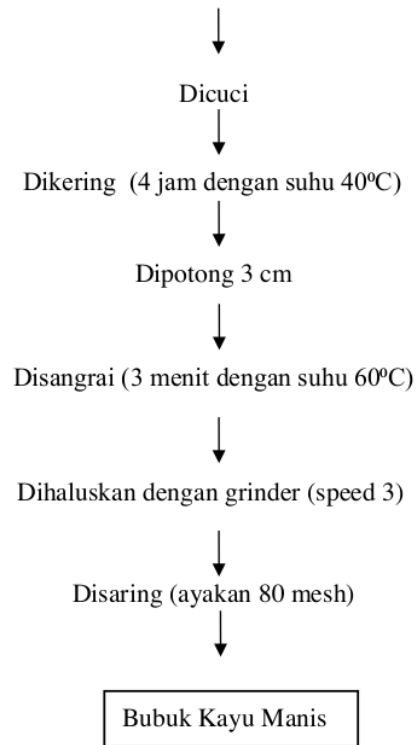 Dicuci
Dikering (4 jam dengan suhu 40ºC)
Dipotong 3 cm
Disangrai (3 menit dengan suhu 60ºC)
Dihaluskan dengan grinder (speed 3)
Disaring (ayakan 80 mesh)
Bubuk Kayu Manis